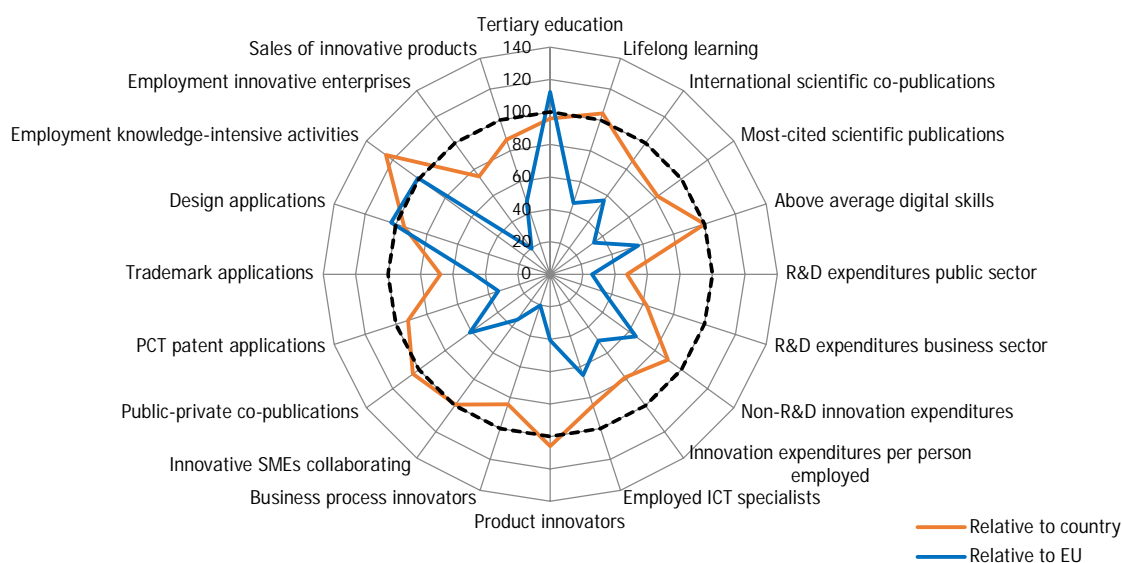 Tertiary education
140
Sales of innovative products
Lifelong learning
120
Employment innovative enterprises
International scientific co-publications
100
Employment knowledge-intensive activities
Most-cited scientific publications
80
60
Design applications
Above average digital skills
40
20
Trademark applications
0
R&D expenditures public sector
PCT patent applications
R&D expenditures business sector
Public-private co-publications
Non-R&D innovation expenditures
Innovative SMEs collaborating
Innovation expenditures per person
employed
Business process innovators
Employed ICT specialists
Product innovators
Relative to country
Relative to EU